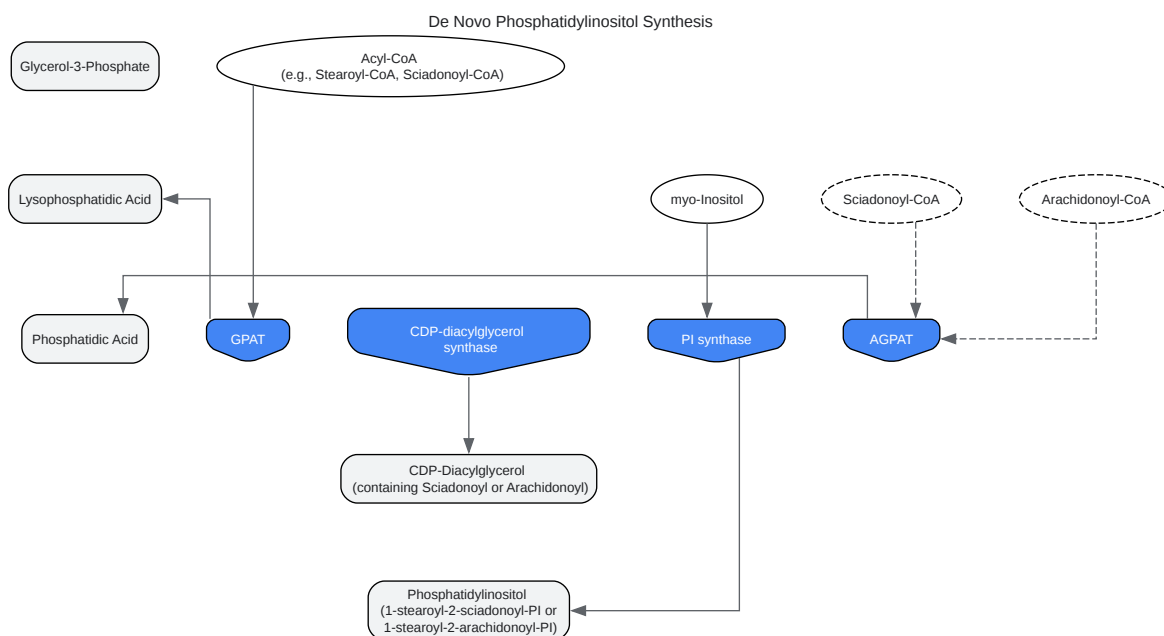 De Novo Phosphatidylinositol Synthesis
Glycerol-3-Phosphate
Acyl-CoA
(e.g., Stearoyl-CoA, Sciadonoyl-CoA)
Lysophosphatidic Acid
myo-Inositol
Sciadonoyl-CoA
Arachidonoyl-CoA
Phosphatidic Acid
GPAT
CDP-diacylglycerol
synthase
PI synthase
AGPAT
CDP-Diacylglycerol
(containing Sciadonoyl or Arachidonoyl)
Phosphatidylinositol
(1-stearoyl-2-sciadonoyl-PI or
1-stearoyl-2-arachidonoyl-PI)